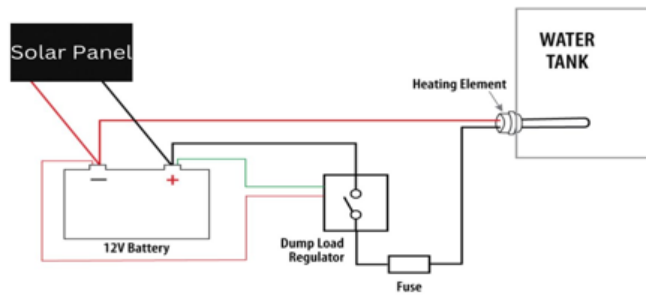 Solar Panel
WATER
TANK
Heating Element
–
+
12V Battery
Dump Load
Regulator
Fuse